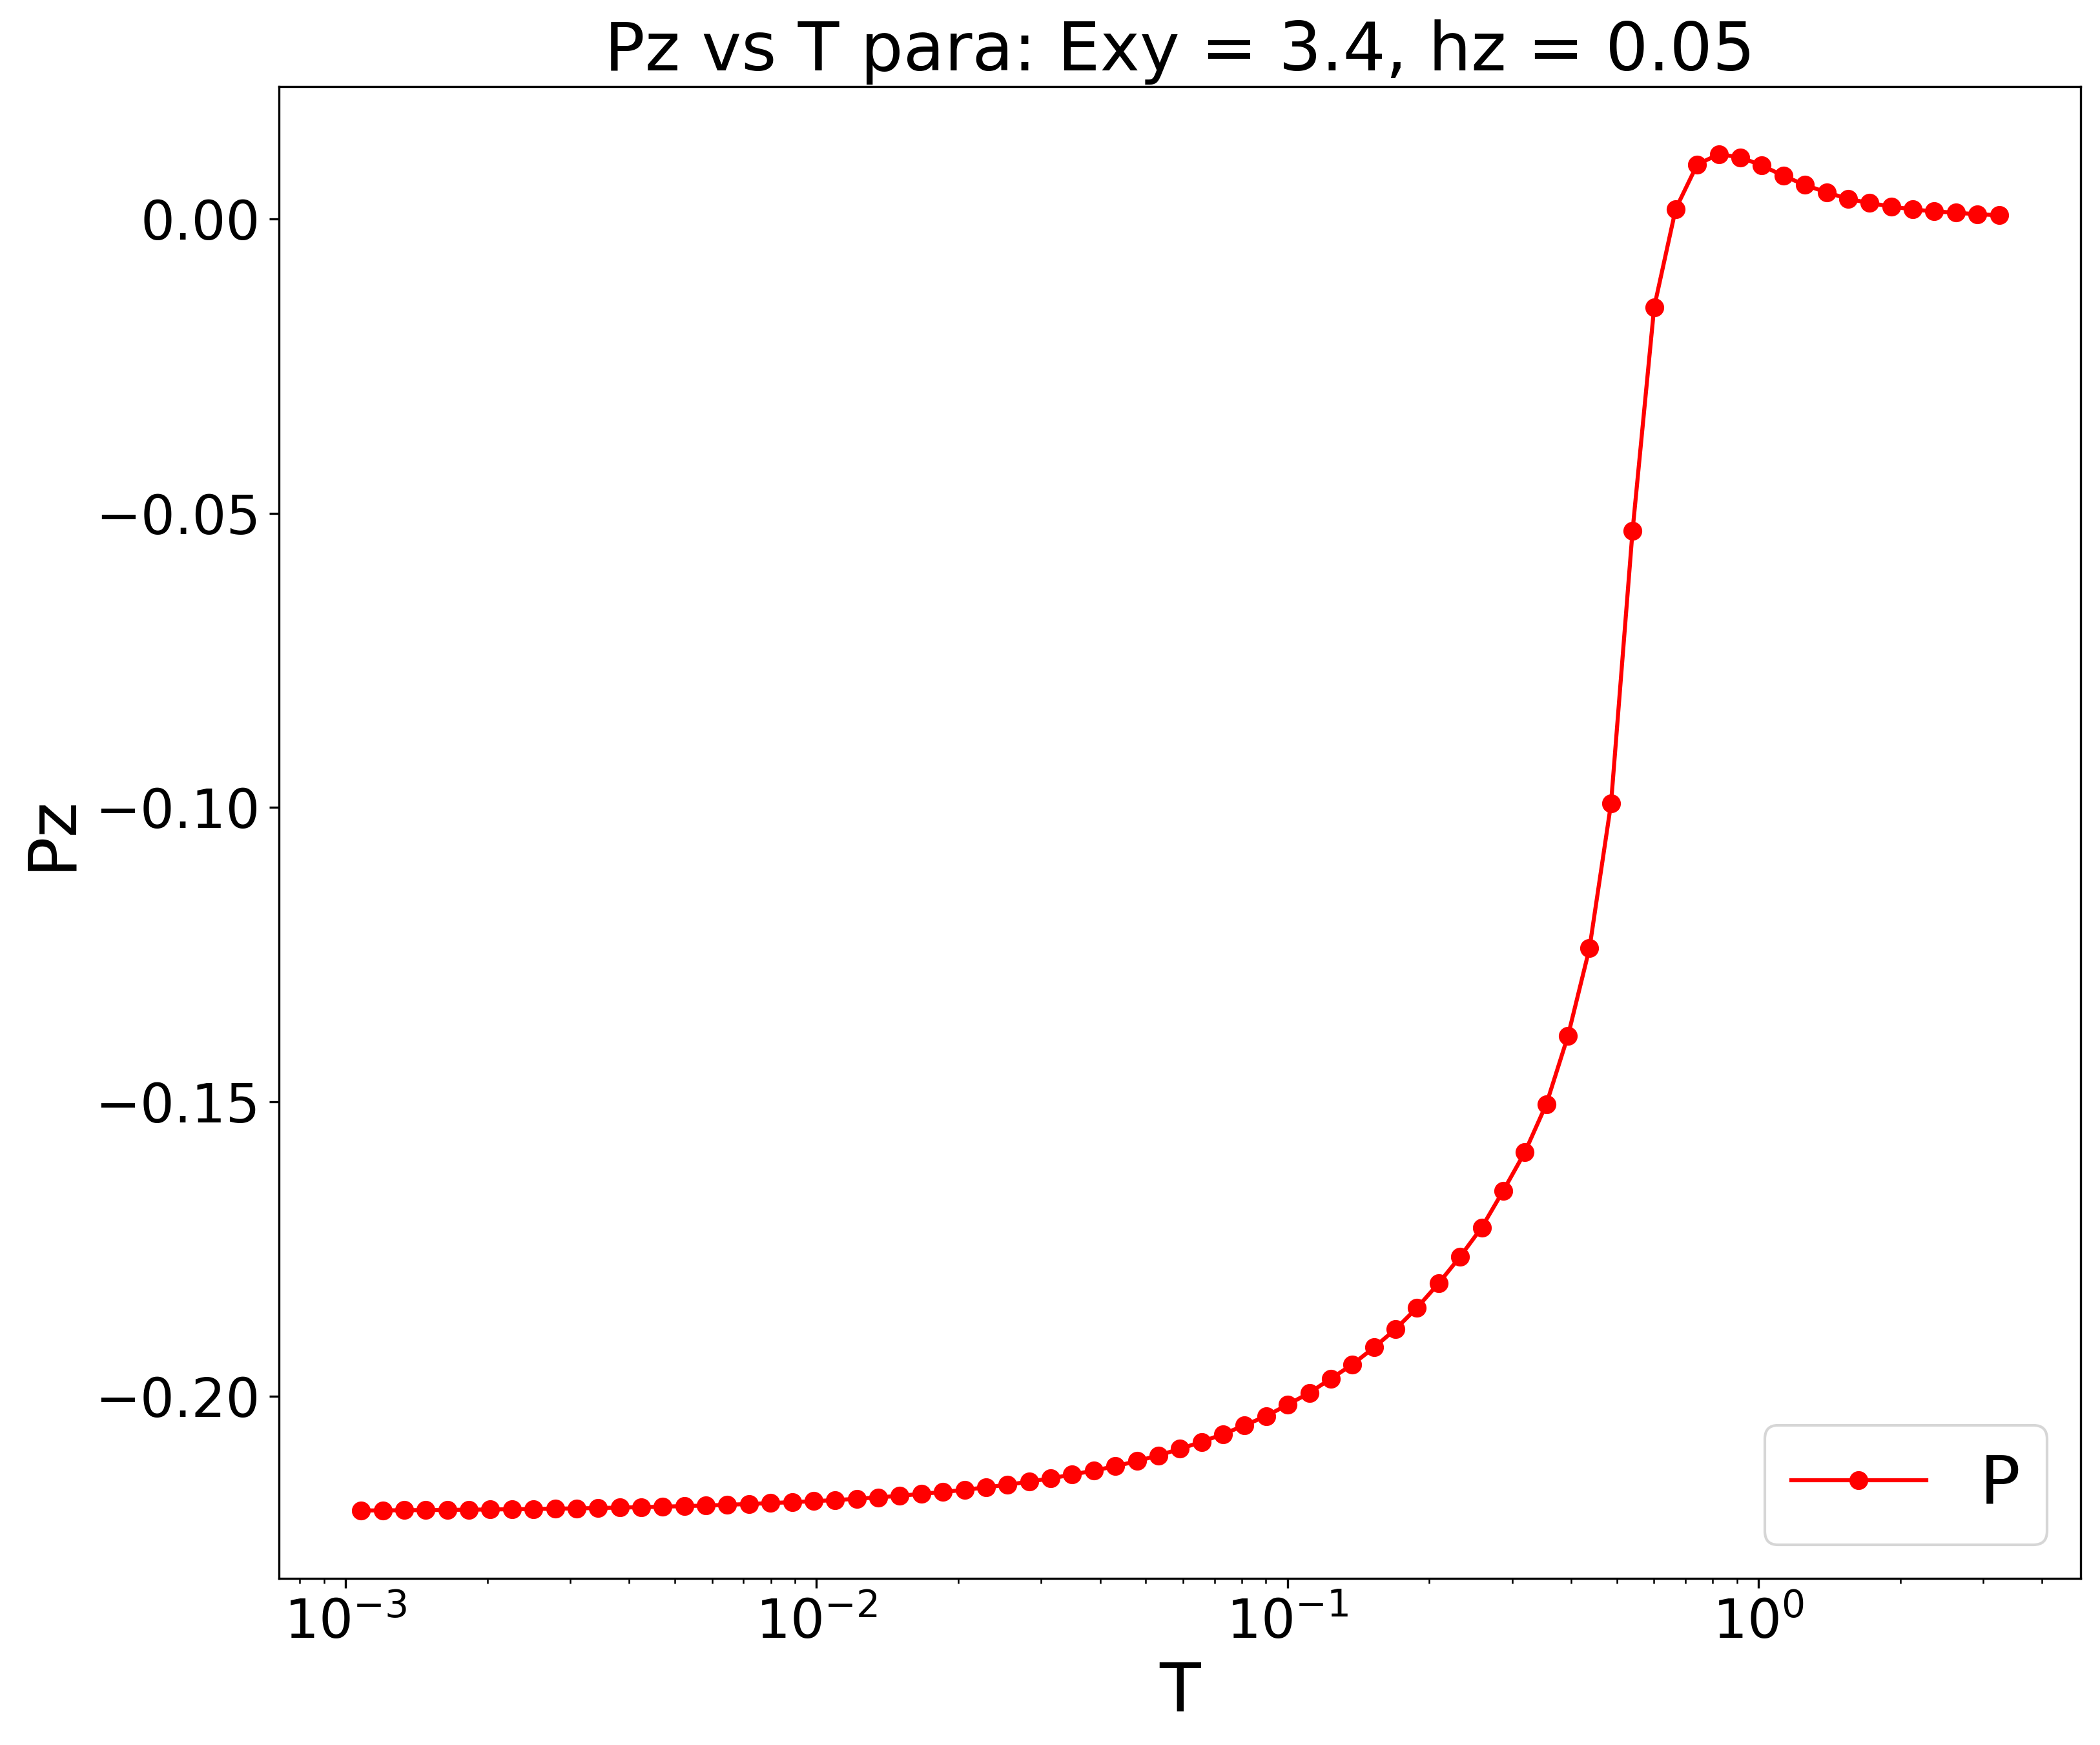 Pz vs T para: Exy = 3.4, hz = 0.05
Pz
0.00
−0.05
−0.10
−0.15
−0.20
P
10⁻³ 10⁻² 10⁻¹ 10⁰
T